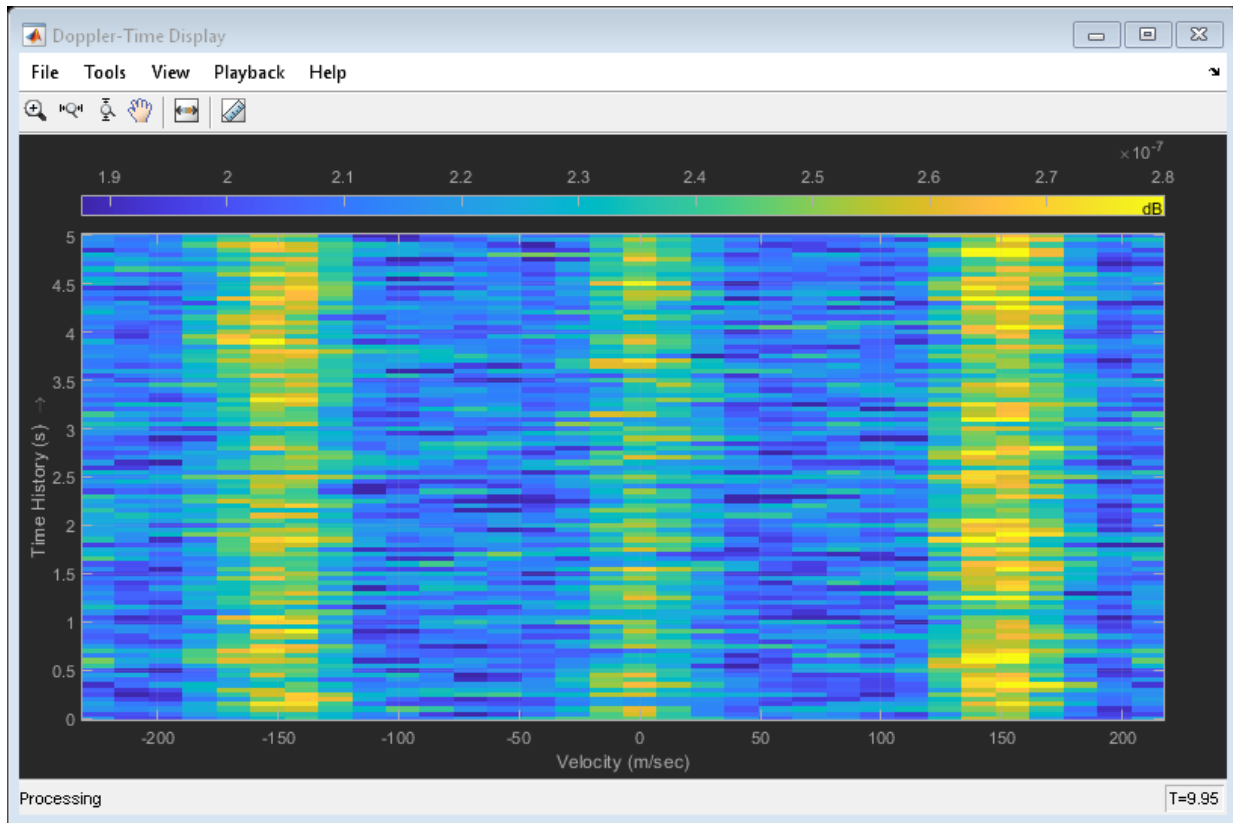 Doppler-Time Display
File Tools View Playback Help
×10-7
1.9 2 2.1 2.2 2.3 2.4 2.5 2.6 2.7 2.8
dB
5
4.5
4
3.5
3
2.5
2
1.5
1
0.5
0
Time History (s) →
-200 -150 -100 -50 0 50 100 150 200
Velocity (m/sec)
Processing T=9.95